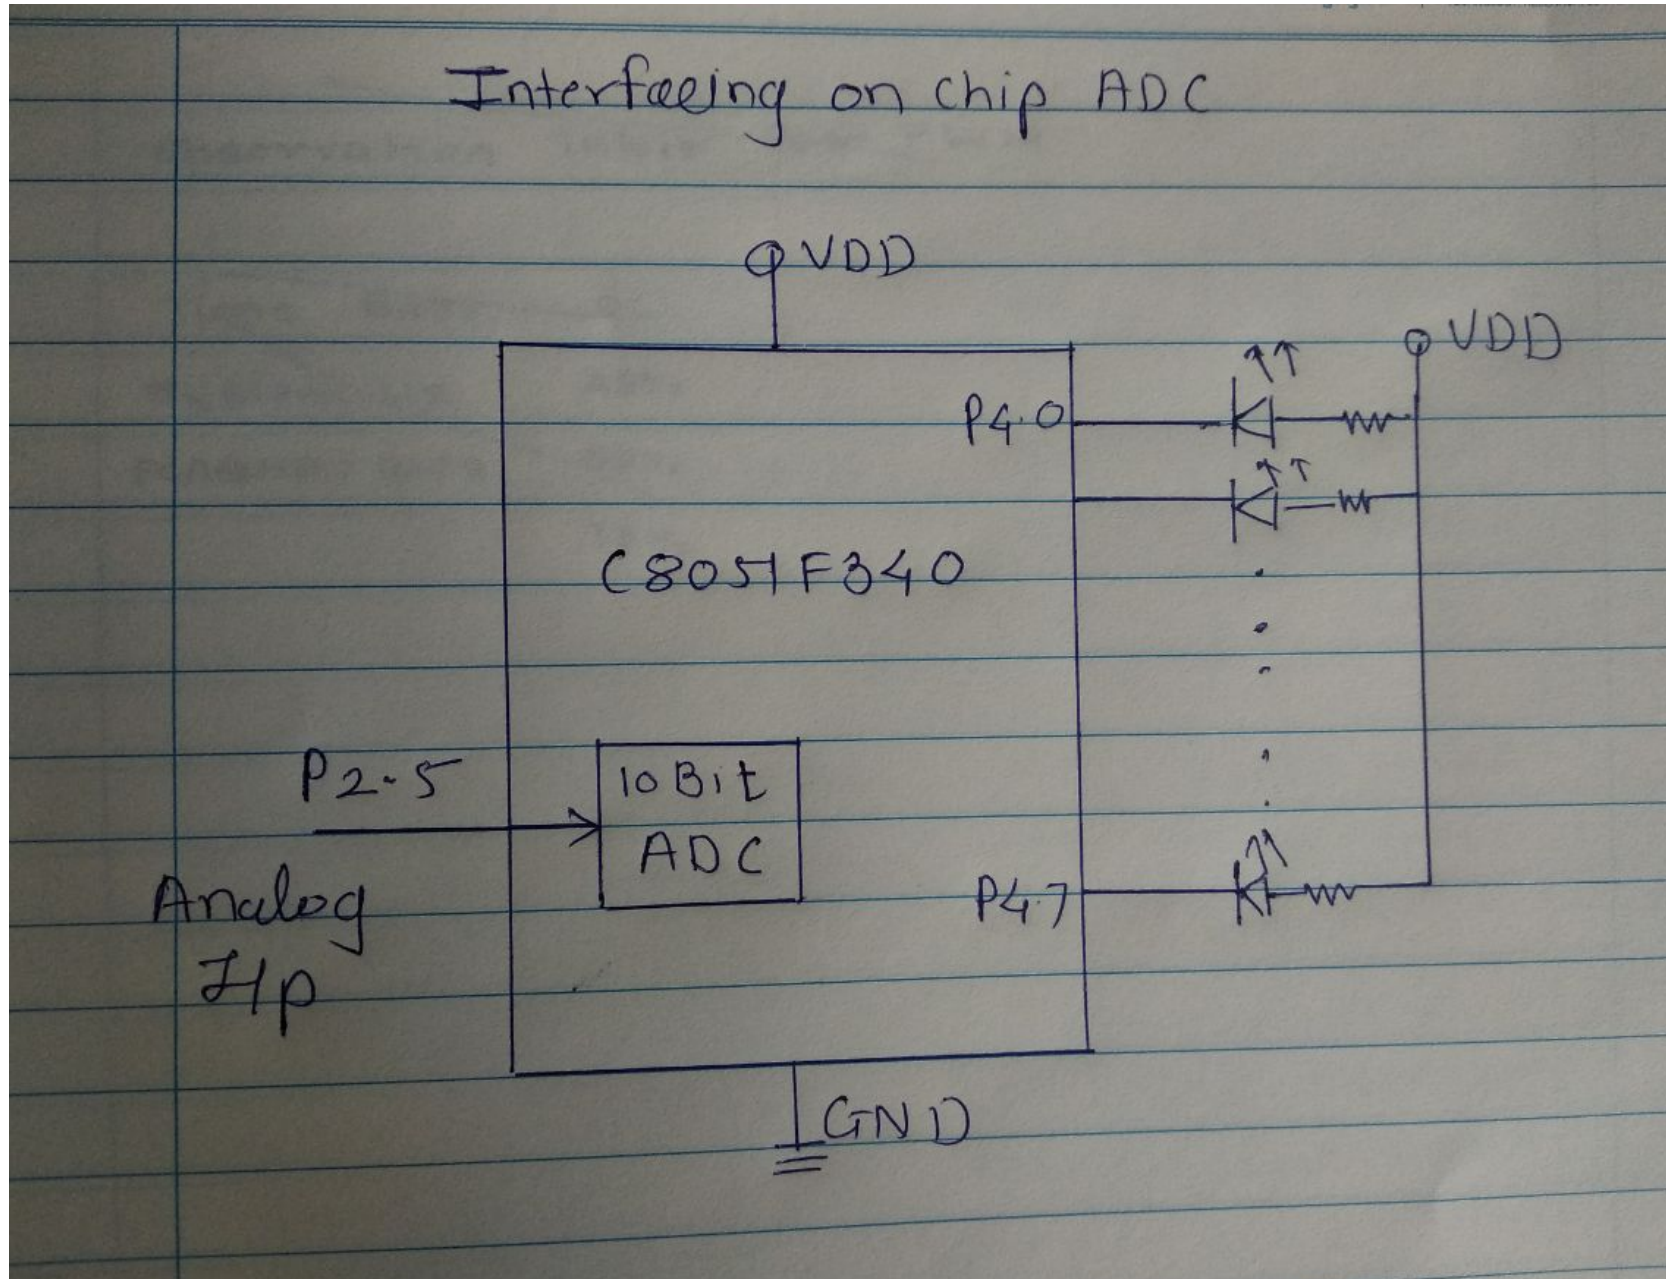 Interfacing on chip ADC
VDD
VDD
P4.0
C8051F340
P2.5
10 Bit
ADC
Analog
I/p
P4.7
GND